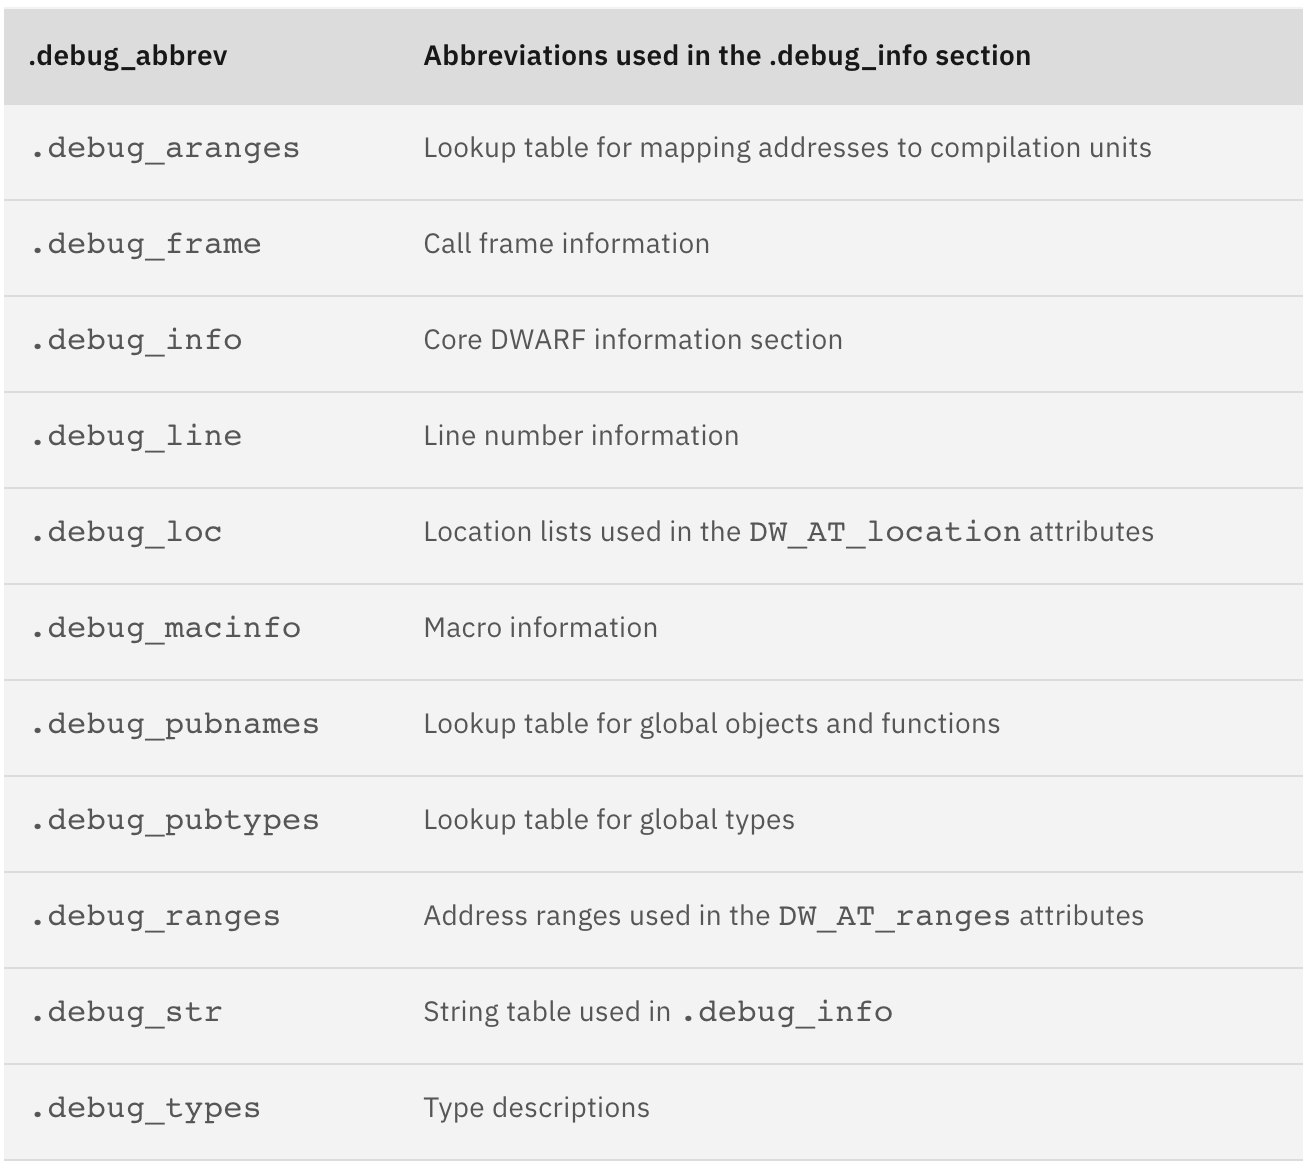 .debug_abbrev Abbreviations used in the .debug_info section
.debug_aranges Lookup table for mapping addresses to compilation units
.debug_frame Call frame information
.debug_info Core DWARF information section
.debug_line Line number information
.debug_loc Location lists used in the DW_AT_location attributes
.debug_macinfo Macro information
.debug_pubnames Lookup table for global objects and functions
.debug_pubtypes Lookup table for global types
.debug_ranges Address ranges used in the DW_AT_ranges attributes
.debug_str String table used in .debug_info
.debug_types Type descriptions